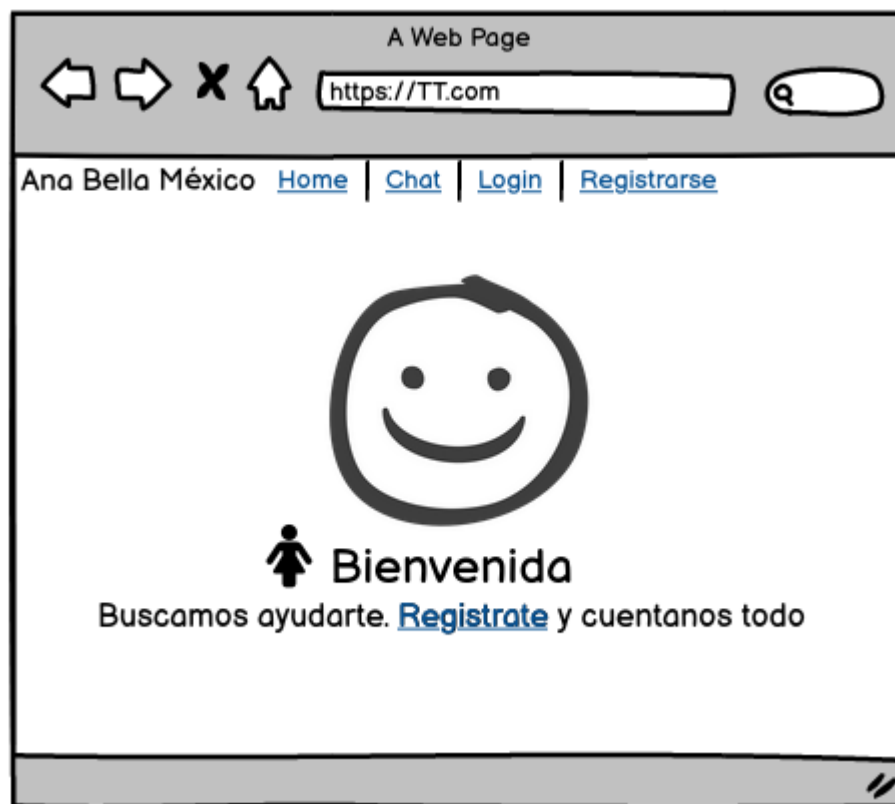 A Web Page
https://TT.com
Ana Bella México Home Chat Login Registrarse
Bienvenida
Buscamos ayudarte. Registrate y cuentanos todo